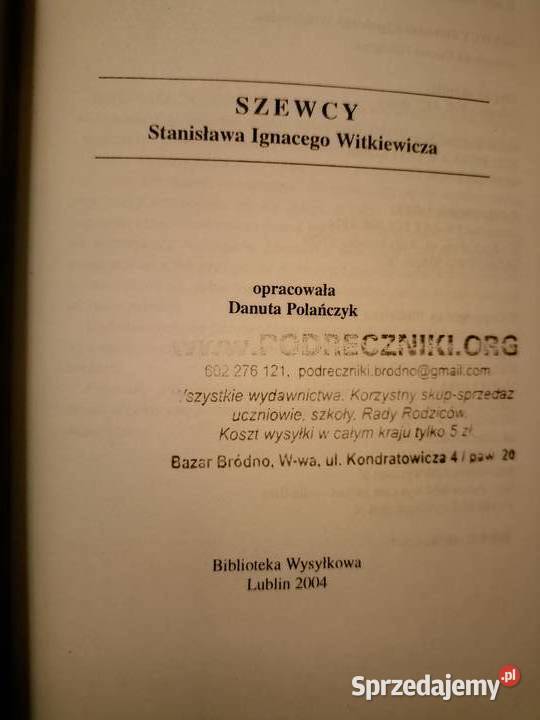 SZEWCY
Stanisława Ignacego Witkiewicza
opracowała
Danuta Polańczyk
www.PODRECZNIKI.ORG
602 276 121, podreczniki.brodno@gmail.com
Wszystkie wydawnictwa. Korzystny skup-sprzedaż
uczniowie, szkoły, Rady Rodziców.
Koszt wysyłki w całym kraju tylko 5 zł.
Bazar Bródno, W-wa, ul. Kondratowicza 4 / paw 20
Biblioteka Wysyłkowa
Lublin 2004
Sprzedajemy.pl